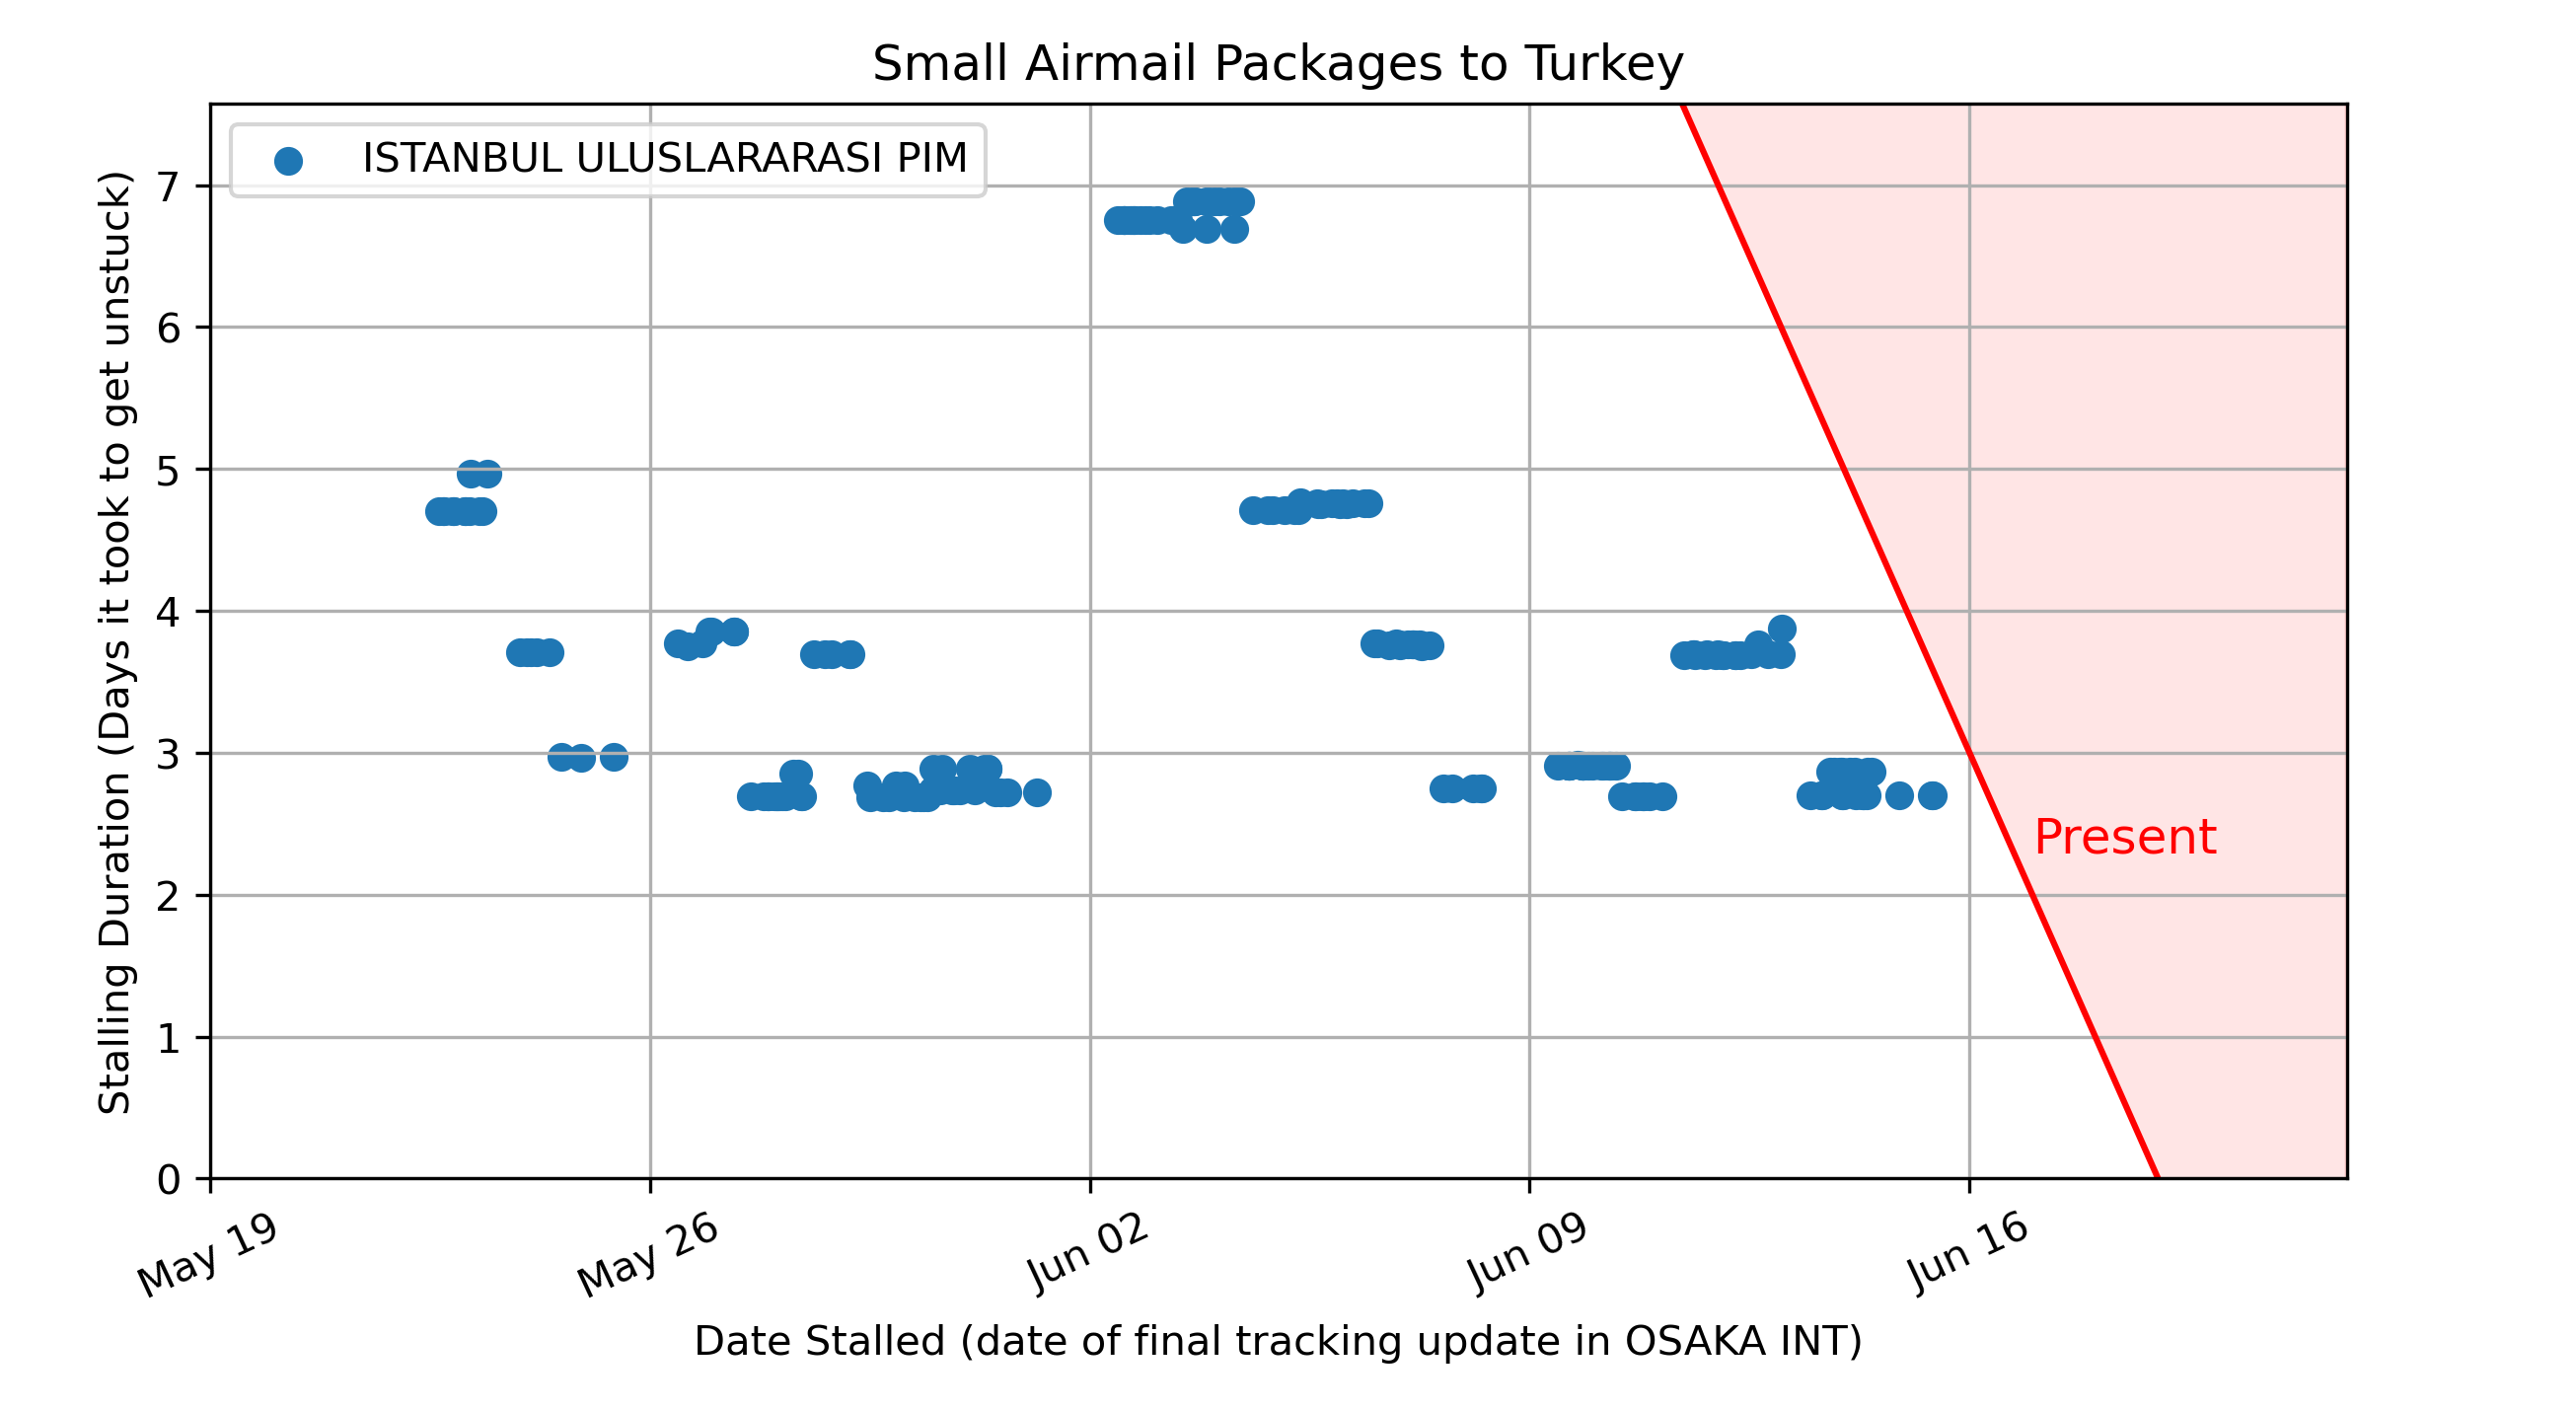 Small Airmail Packages to Turkey
ISTANBUL ULUSLARARASI PIM
Stalling Duration (Days it took to get unstuck)
7
6
5
4
3
2
1
0
Present
May 19
May 26
Jun 02
Jun 09
Jun 16
Date Stalled (date of final tracking update in OSAKA INT)